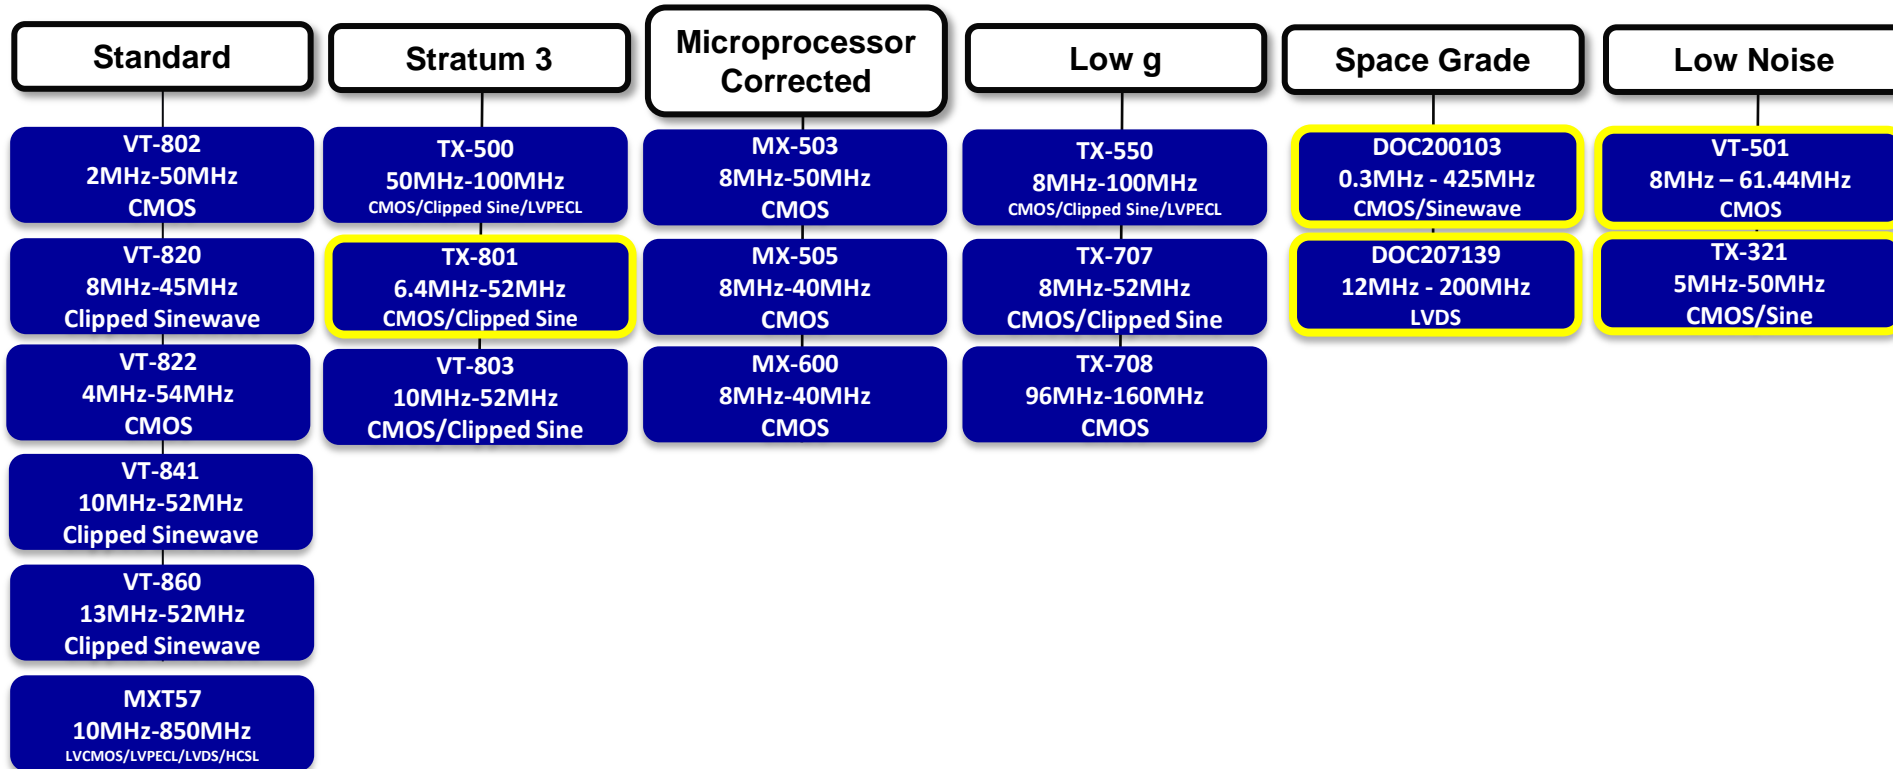 Standard
VT-802
2MHz-50MHz
CMOS
VT-820
8MHz-45MHz
Clipped Sinewave
VT-822
4MHz-54MHz
CMOS
VT-841
10MHz-52MHz
Clipped Sinewave
VT-860
13MHz-52MHz
Clipped Sinewave
MXT57
10MHz-850MHz
LVCMOS/LVPECL/LVDS/HCSL
Stratum 3
TX-500
50MHz-100MHz
CMOS/Clipped Sine/LVPECL
TX-801
6.4MHz-52MHz
CMOS/Clipped Sine
VT-803
10MHz-52MHz
CMOS/Clipped Sine
Microprocessor
Corrected
MX-503
8MHz-50MHz
CMOS
MX-505
8MHz-40MHz
CMOS
MX-600
8MHz-40MHz
CMOS
Low g
TX-550
8MHz-100MHz
CMOS/Clipped Sine/LVPECL
TX-707
8MHz-52MHz
CMOS/Clipped Sine
TX-708
96MHz-160MHz
CMOS
Space Grade
DOC200103
0.3MHz - 425MHz
CMOS/Sinewave
DOC207139
12MHz - 200MHz
LVDS
Low Noise
VT-501
8MHz – 61.44MHz
CMOS
TX-321
5MHz-50MHz
CMOS/Sine